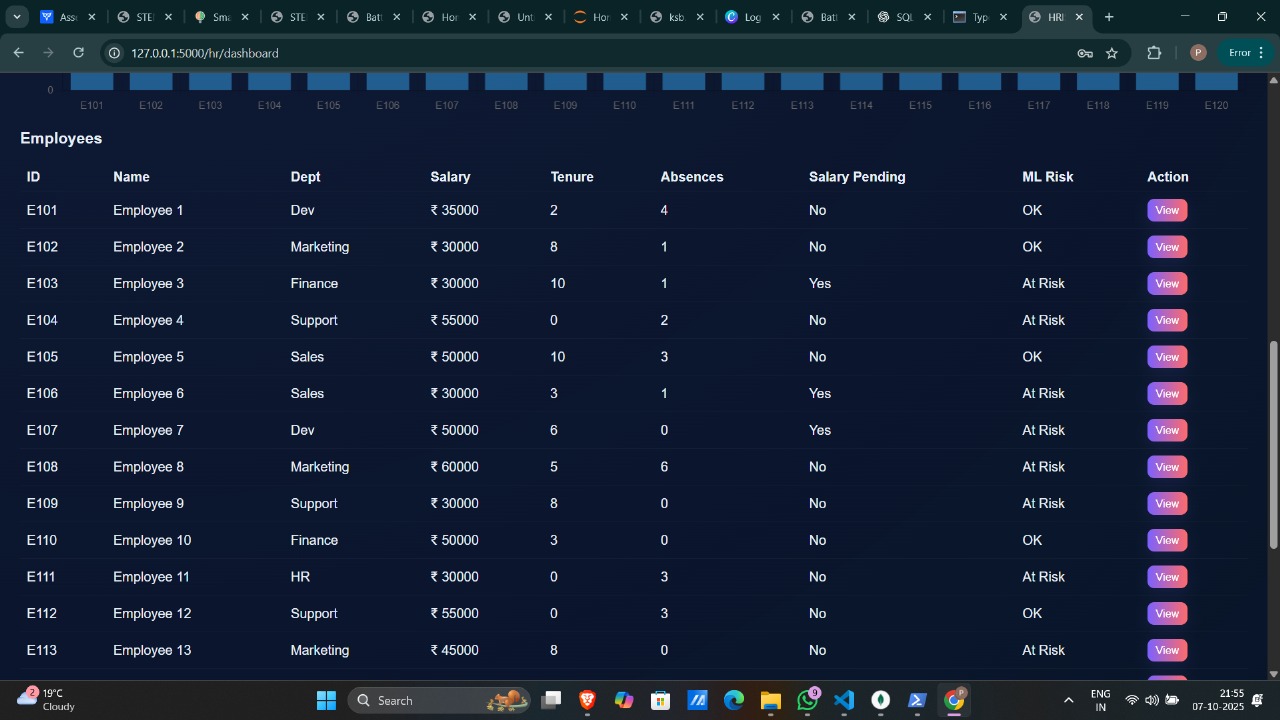 Ass
STE
Sma
STE
Batt
Hor
Unt
Hor
ksb
Log
Batt
SQL
Typ
HRI
127.0.0.1:5000/hr/dashboard
P
Error
0
E101 E102 E103 E104 E105 E106 E107 E108 E109 E110 E111 E112 E113 E114 E115 E116 E117 E118 E119 E120
Employees
ID Name Dept Salary Tenure Absences Salary Pending ML Risk Action
E101 Employee 1 Dev ₹ 35000 2 4 No OK View
E102 Employee 2 Marketing ₹ 30000 8 1 No OK View
E103 Employee 3 Finance ₹ 30000 10 1 Yes At Risk View
E104 Employee 4 Support ₹ 55000 0 2 No At Risk View
E105 Employee 5 Sales ₹ 50000 10 3 No OK View
E106 Employee 6 Sales ₹ 30000 3 1 Yes At Risk View
E107 Employee 7 Dev ₹ 50000 6 0 Yes At Risk View
E108 Employee 8 Marketing ₹ 60000 5 6 No At Risk View
E109 Employee 9 Support ₹ 30000 8 0 No At Risk View
E110 Employee 10 Finance ₹ 50000 3 0 No OK View
E111 Employee 11 HR ₹ 30000 0 3 No At Risk View
E112 Employee 12 Support ₹ 55000 0 3 No OK View
E113 Employee 13 Marketing ₹ 45000 8 0 No At Risk View
2
19°C
Cloudy
Search
9
ENG
IN
21:55
07-10-2025